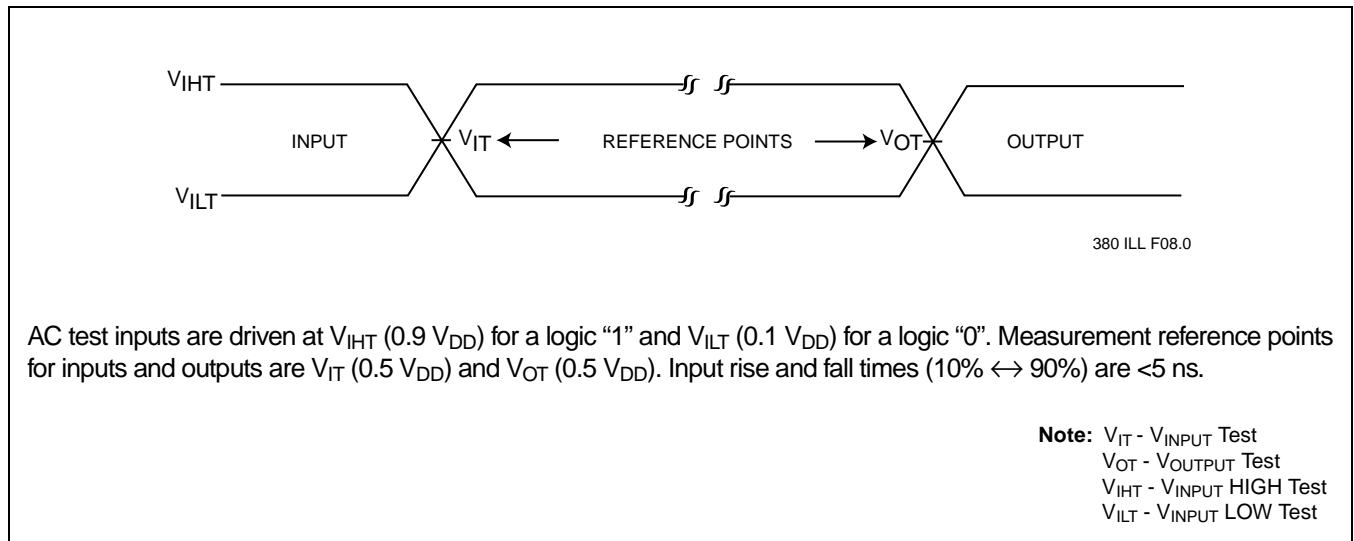 VIHT
INPUT VIT REFERENCE POINTS VOT OUTPUT
VILT
380 ILL F08.0
AC test inputs are driven at VIHT (0.9 VDD) for a logic “1” and VILT (0.1 VDD) for a logic “0”. Measurement reference points
for inputs and outputs are VIT (0.5 VDD) and VOT (0.5 VDD). Input rise and fall times (10% ↔ 90%) are <5 ns.
Note: VIT - VINPUT Test
VOT - VOUTPUT Test
VIHT - VINPUT HIGH Test
VILT - VINPUT LOW Test